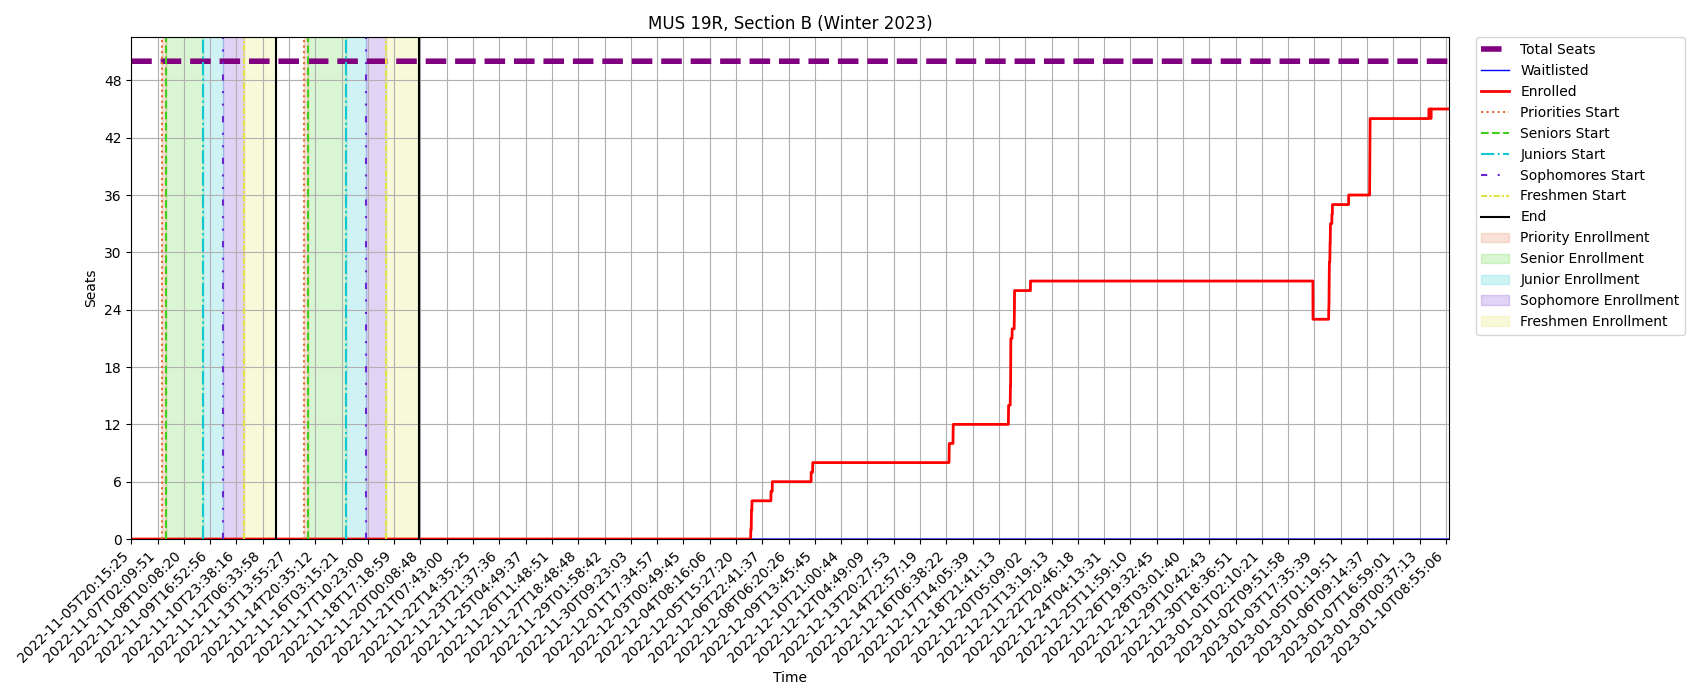 MUS 19R, Section B (Winter 2023)
Seats
48
42
36
30
24
18
12
6
0
2022-11-05T20:15:25
2022-11-07T02:09:51
2022-11-08T10:08:20
2022-11-09T16:52:56
2022-11-10T23:38:16
2022-11-12T06:33:58
2022-11-13T13:55:27
2022-11-14T20:35:12
2022-11-16T03:15:21
2022-11-17T10:23:00
2022-11-18T17:18:59
2022-11-20T00:08:48
2022-11-21T07:43:00
2022-11-22T14:35:25
2022-11-23T21:37:36
2022-11-25T04:49:37
2022-11-26T11:48:51
2022-11-27T18:48:48
2022-11-29T01:58:42
2022-11-30T09:23:03
2022-12-01T17:34:57
2022-12-03T00:49:45
2022-12-04T08:16:06
2022-12-05T15:27:20
2022-12-06T22:41:37
2022-12-08T06:20:26
2022-12-09T13:45:45
2022-12-10T21:00:44
2022-12-12T04:49:09
2022-12-13T13:27:53
2022-12-14T22:57:19
2022-12-16T06:38:22
2022-12-17T14:05:39
2022-12-18T21:41:13
2022-12-20T05:09:02
2022-12-21T13:19:13
2022-12-22T20:46:18
2022-12-24T04:13:31
2022-12-25T11:59:10
2022-12-26T19:32:45
2022-12-28T03:01:40
2022-12-29T10:42:43
2022-12-30T18:36:51
2023-01-01T02:10:21
2023-01-02T09:51:58
2023-01-03T17:35:39
2023-01-05T01:19:51
2023-01-06T09:14:37
2023-01-07T16:59:01
2023-01-09T00:37:13
2023-01-10T08:55:06
Time
Total Seats
Waitlisted
Enrolled
Priorities Start
Seniors Start
Juniors Start
Sophomores Start
Freshmen Start
End
Priority Enrollment
Senior Enrollment
Junior Enrollment
Sophomore Enrollment
Freshmen Enrollment